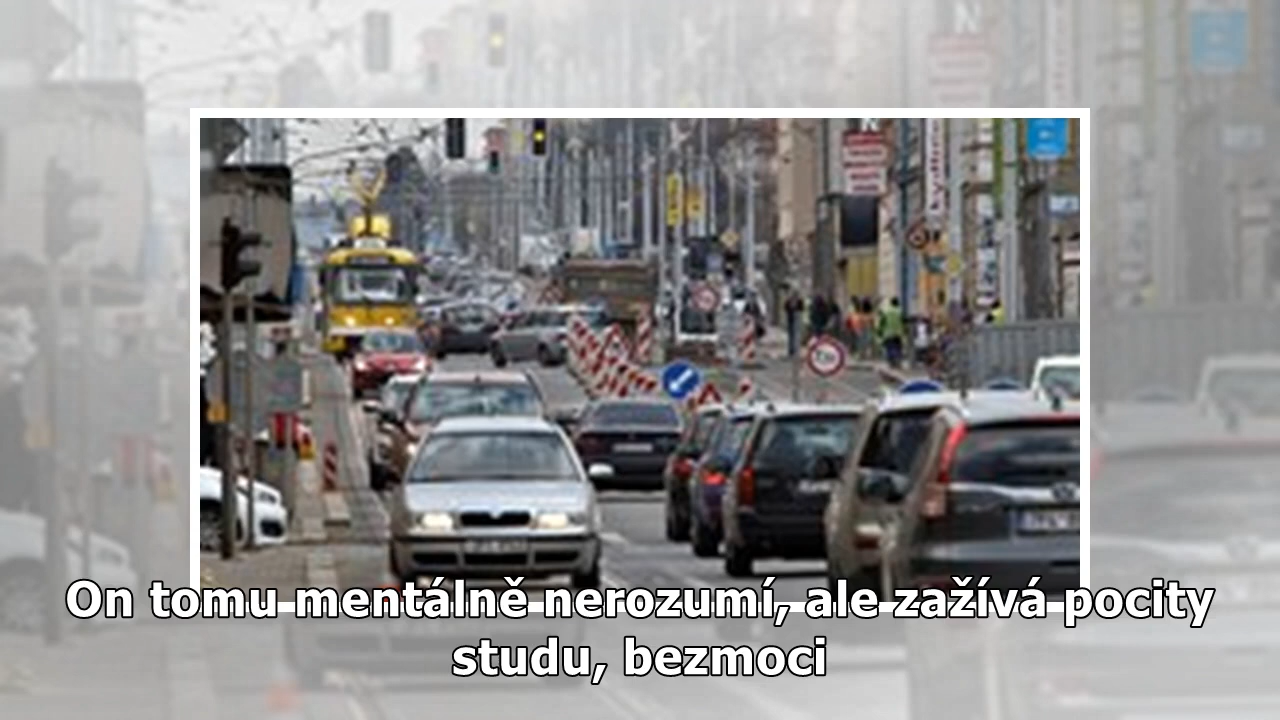 On tomu mentálně nerozumí, ale zažívá pocity
studu, bezmoci